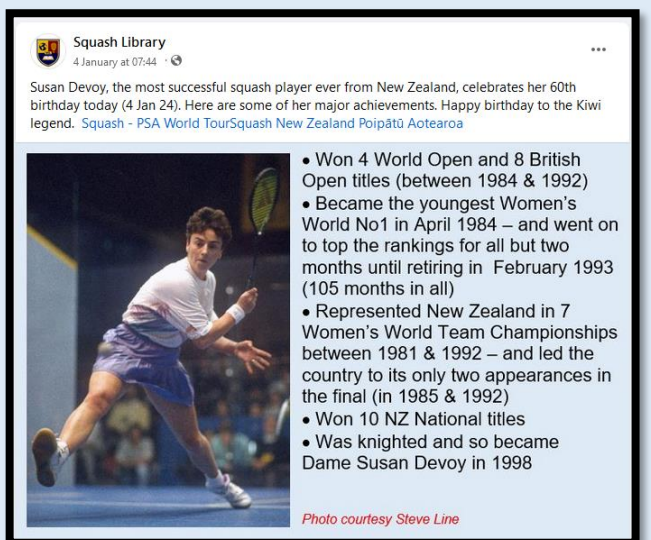 Squash Library
4 January at 07:44 ·
Susan Devoy, the most successful squash player ever from New Zealand, celebrates her 60th
birthday today (4 Jan 24). Here are some of her major achievements. Happy birthday to the Kiwi
legend. Squash - PSA World TourSquash New Zealand Poipātū Aotearoa
• Won 4 World Open and 8 British
Open titles (between 1984 & 1992)
• Became the youngest Women's
World No1 in April 1984 – and went on
to top the rankings for all but two
months until retiring in February 1993
(105 months in all)
• Represented New Zealand in 7
Women's World Team Championships
between 1981 & 1992 – and led the
country to its only two appearances in
the final (in 1985 & 1992)
• Won 10 NZ National titles
• Was knighted and so became
Dame Susan Devoy in 1998
Photo courtesy Steve Line